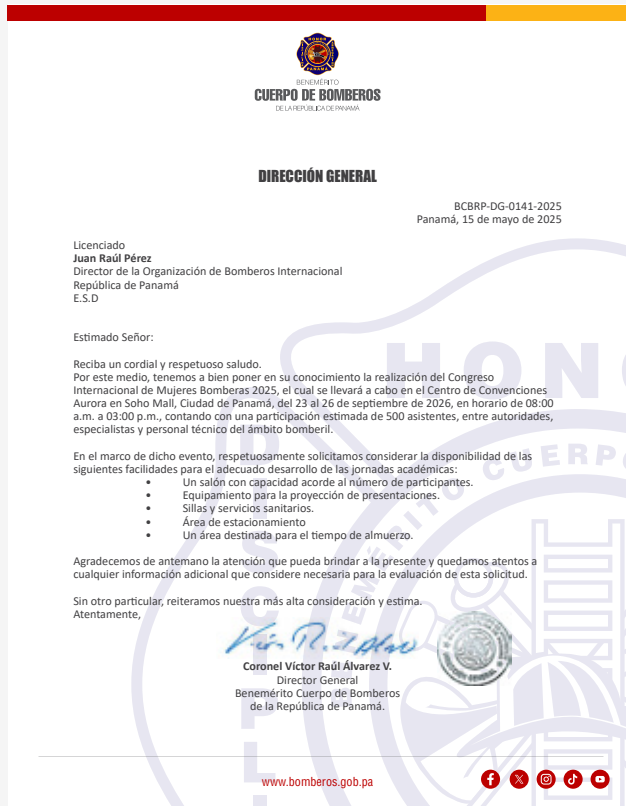 HONOR
PANAMÁ
BENEMÉRITO
CUERPO DE BOMBEROS
DE LA REPÚBLICA DE PANAMÁ
DIRECCIÓN GENERAL
BCBRP-DG-0141-2025
Panamá, 15 de mayo de 2025
Licenciado
Juan Raúl Pérez
Director de la Organización de Bomberos Internacional
República de Panamá
E.S.D
Estimado Señor:
Reciba un cordial y respetuoso saludo.
Por este medio, tenemos a bien poner en su conocimiento la realización del Congreso
Internacional de Mujeres Bomberas 2025, el cual se llevará a cabo en el Centro de Convenciones
Aurora en Soho Mall, Ciudad de Panamá, del 23 al 26 de septiembre de 2026, en horario de 08:00
a.m. a 03:00 p.m., contando con una participación estimada de 500 asistentes, entre autoridades,
especialistas y personal técnico del ámbito bomberil.
En el marco de dicho evento, respetuosamente solicitamos considerar la disponibilidad de las
siguientes facilidades para el adecuado desarrollo de las jornadas académicas:
• Un salón con capacidad acorde al número de participantes.
• Equipamiento para la proyección de presentaciones.
• Sillas y servicios sanitarios.
• Área de estacionamiento
• Un área destinada para el tiempo de almuerzo.
Agradecemos de antemano la atención que pueda brindar a la presente y quedamos atentos a
cualquier información adicional que considere necesaria para la evaluación de esta solicitud.
Sin otro particular, reiteramos nuestra más alta consideración y estima.
Atentamente,
Coronel Víctor Raúl Álvarez V.
Director General
Benemérito Cuerpo de Bomberos
de la República de Panamá.
www.bomberos.gob.pa
HONO
MÉRITO CUERPO
DISCIPLI